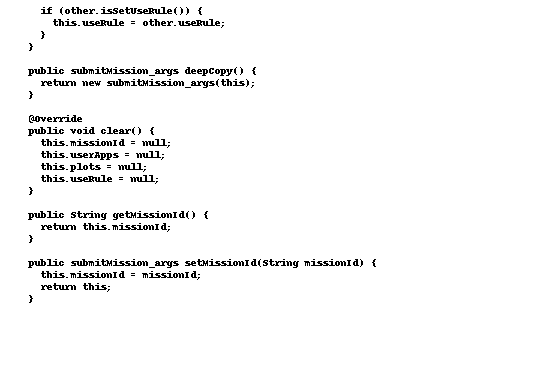 if (other.isSetUseRule()) {
      this.useRule = other.useRule;
    }
  }

  public submitMission_args deepCopy() {
    return new submitMission_args(this);
  }

  @Override
  public void clear() {
    this.missionId = null;
    this.userApps = null;
    this.plots = null;
    this.useRule = null;
  }

  public String getMissionId() {
    return this.missionId;
  }

  public submitMission_args setMissionId(String missionId) {
    this.missionId = missionId;
    return this;
  }